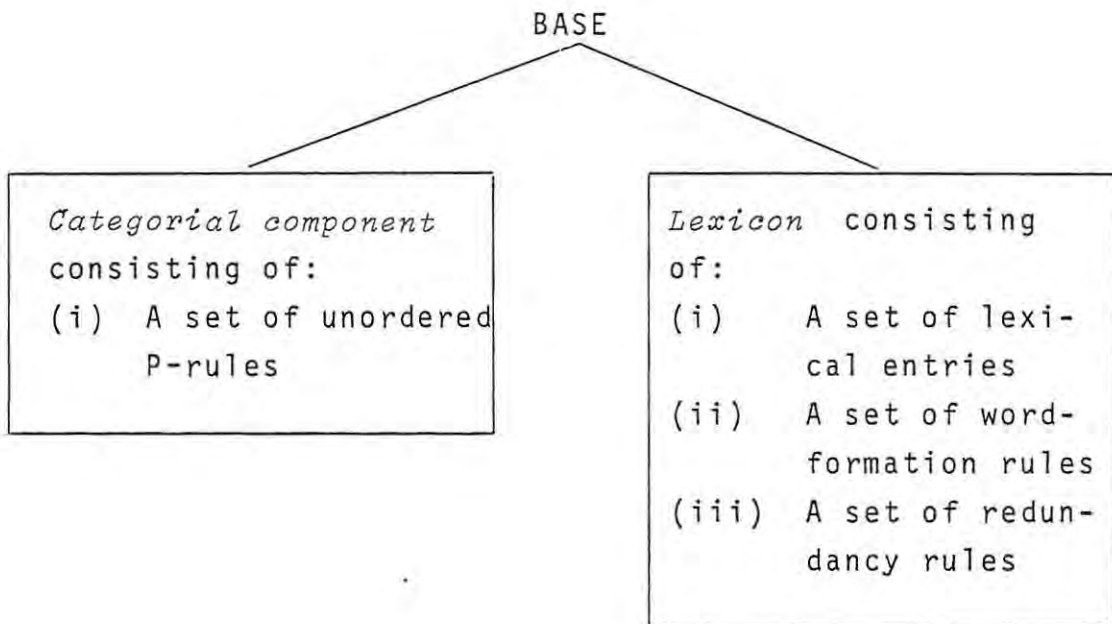 BASE
Categorial component
consisting of:
(i) A set of unordered
P-rules
Lexicon consisting
of:
(i) A set of lexi-
cal entries
(ii) A set of word-
formation rules
(iii) A set of redun-
dancy rules